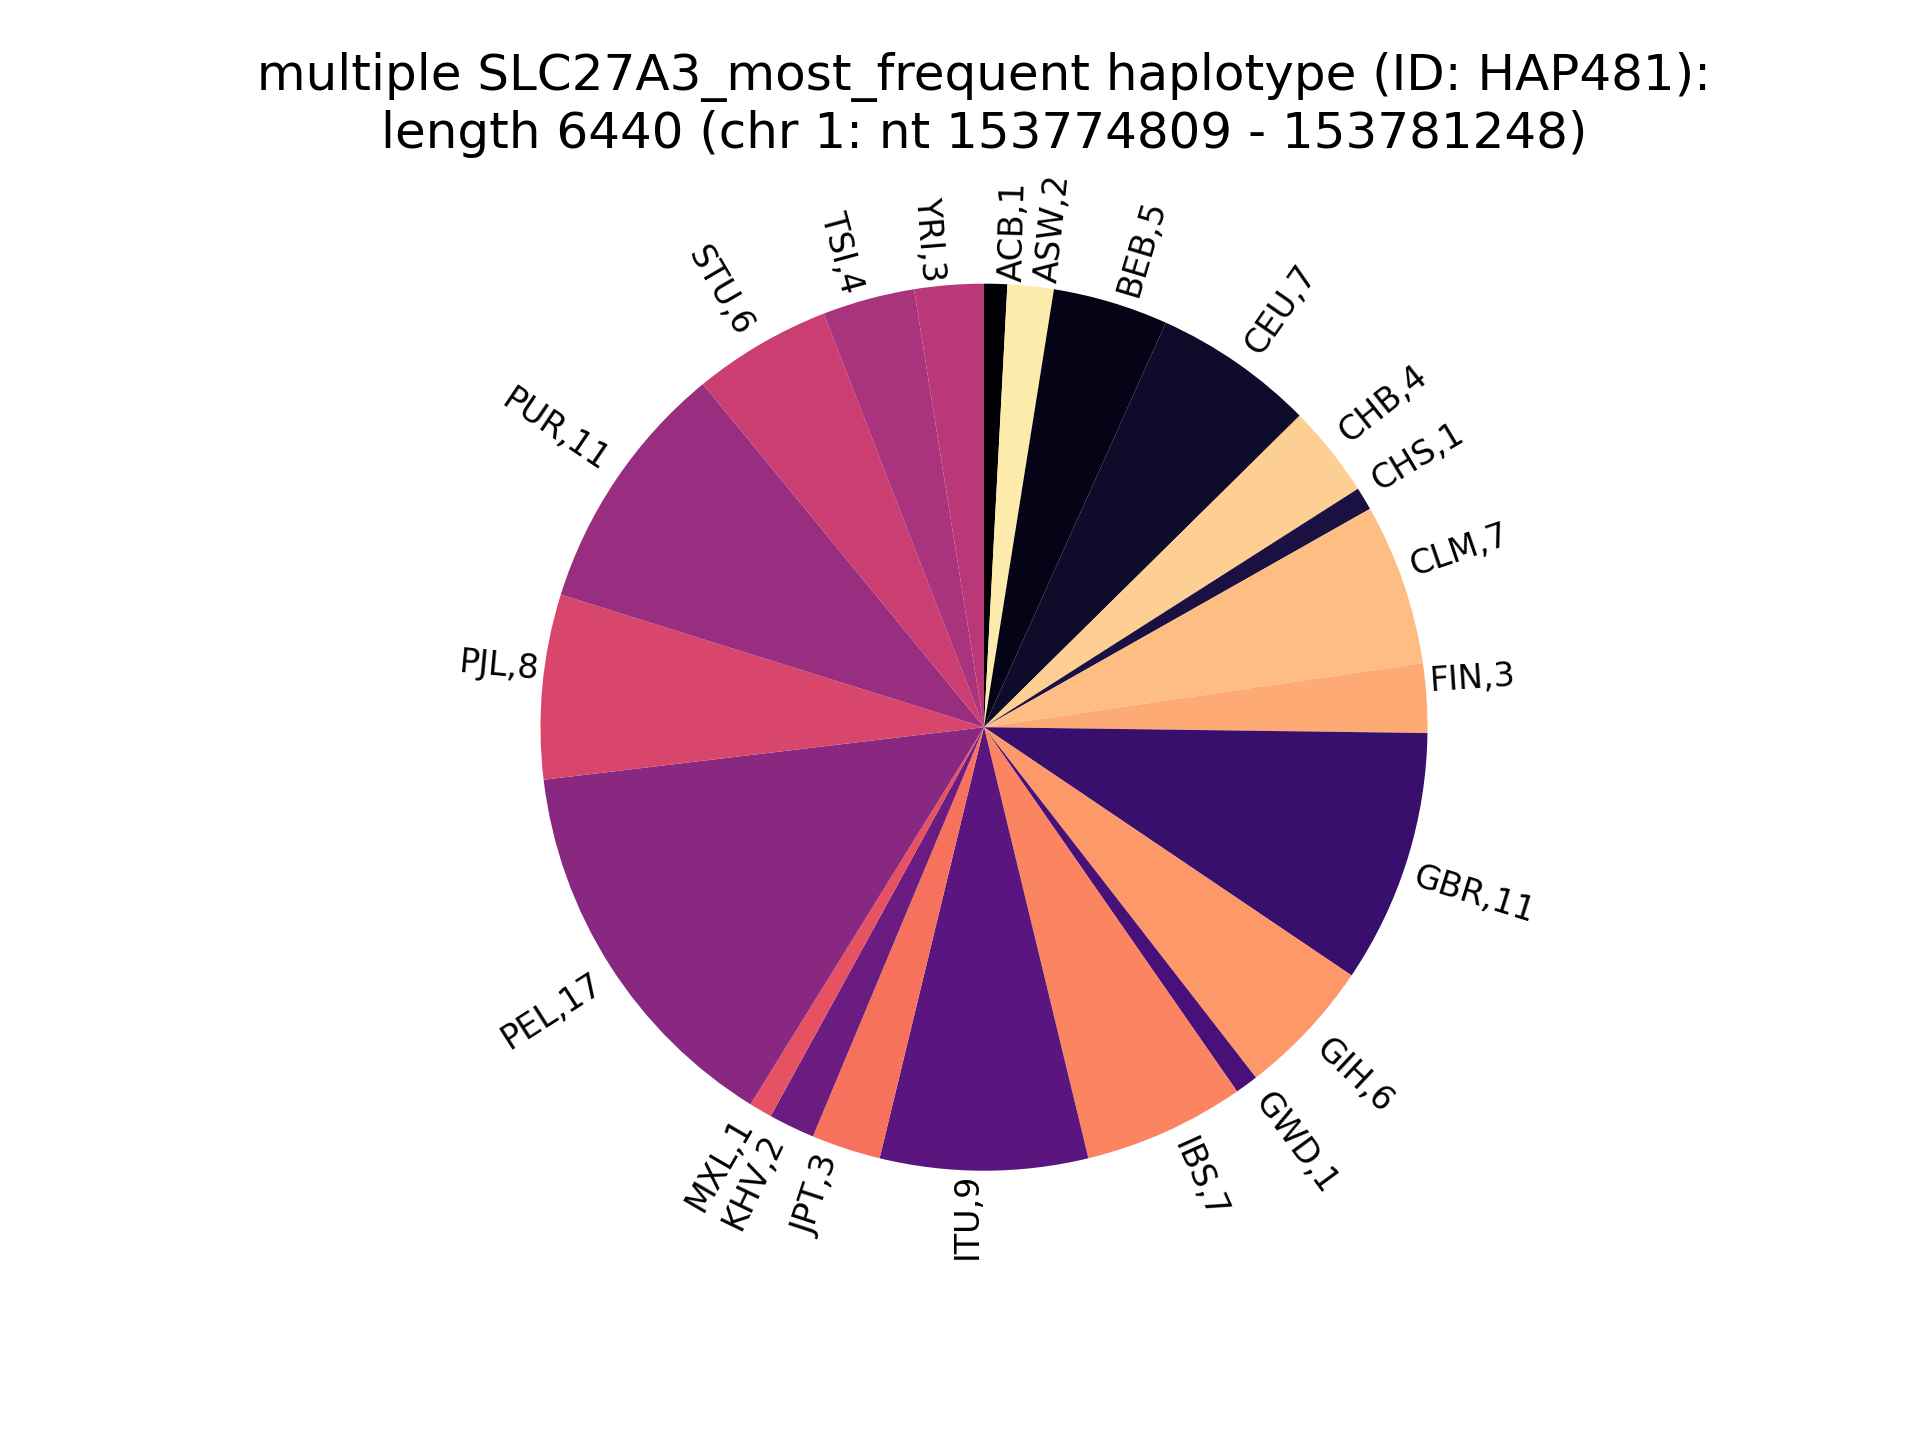 multiple SLC27A3_most_frequent haplotype (ID: HAP481):
length 6440 (chr 1: nt 153774809 - 153781248)
ACB,1
ASW,2
BEB,5
CEU,7
CHB,4
CHS,1
CLM,7
FIN,3
GBR,11
GIH,6
GWD,1
IBS,7
ITU,9
JPT,3
KHV,2
MXL,1
PEL,17
PJL,8
PUR,11
STU,6
TSI,4
YRI,3